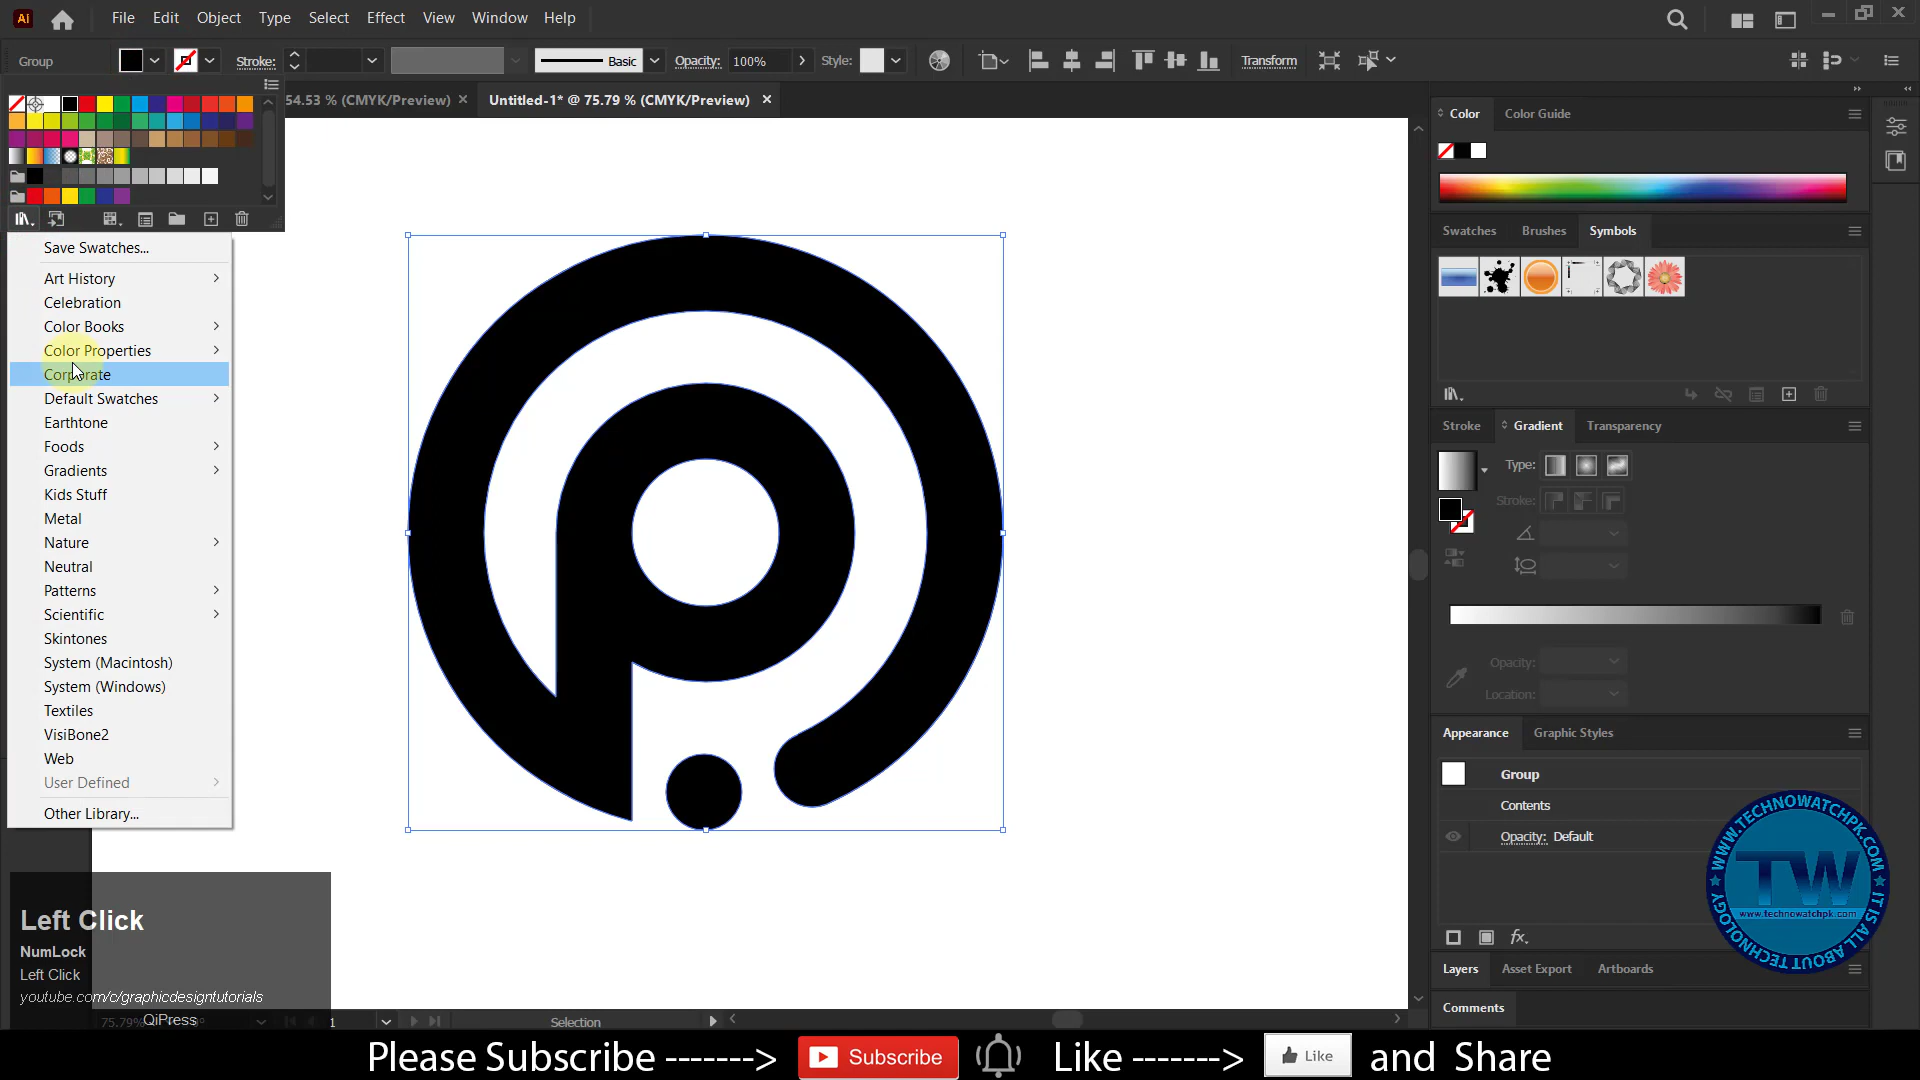 Ai File Edit Object Type Select Effect View Window Help
Group Stroke: Basic Opacity: 100% Style: Transform
54.53 % (CMYK/Preview) × Untitled-1* @ 75.79 % (CMYK/Preview) ×
Save Swatches...
Art History
Celebration
Color Books
Color Properties
Corporate
Default Swatches
Earthtone
Foods
Gradients
Kids Stuff
Metal
Nature
Neutral
Patterns
Scientific
Skintones
System (Macintosh)
System (Windows)
Textiles
VisiBone2
Web
User Defined
Other Library...
Color Color Guide
Swatches Brushes Symbols
Stroke Gradient Transparency
Type:
Stroke:
Opacity:
Location:
Appearance Graphic Styles
Group
Contents
Opacity: Default
fx
Layers Asset Export Artboards
Comments
WWW.TECHNOWATCHPK.COM
TW
www.technowatchpk.com
IT IS ALL ABOUT TECHNOLOGY
Left Click
NumLock
Left Click
youtube.com/c/graphicdesigntutorials
QiPress
75.79% 1 Selection
Please Subscribe -------> Subscribe Like -------> Like and Share